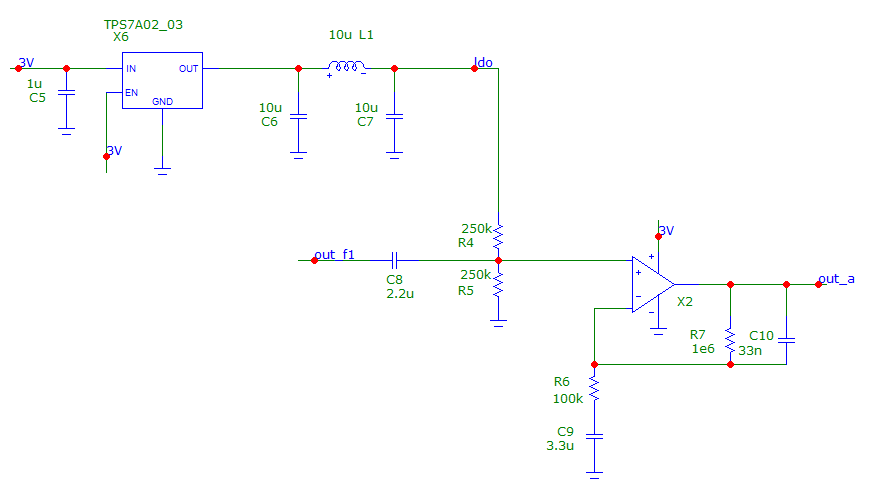 TPS7A02_03
X6
10u L1
3V
IN
OUT
ldo
1u
C5
EN
GND
10u
C6
10u
C7
3V
250k
R4
3V
out_f1
250k
R5
C8
2.2u
X2
out_a
R7
1e6
C10
33n
R6
100k
C9
3.3u